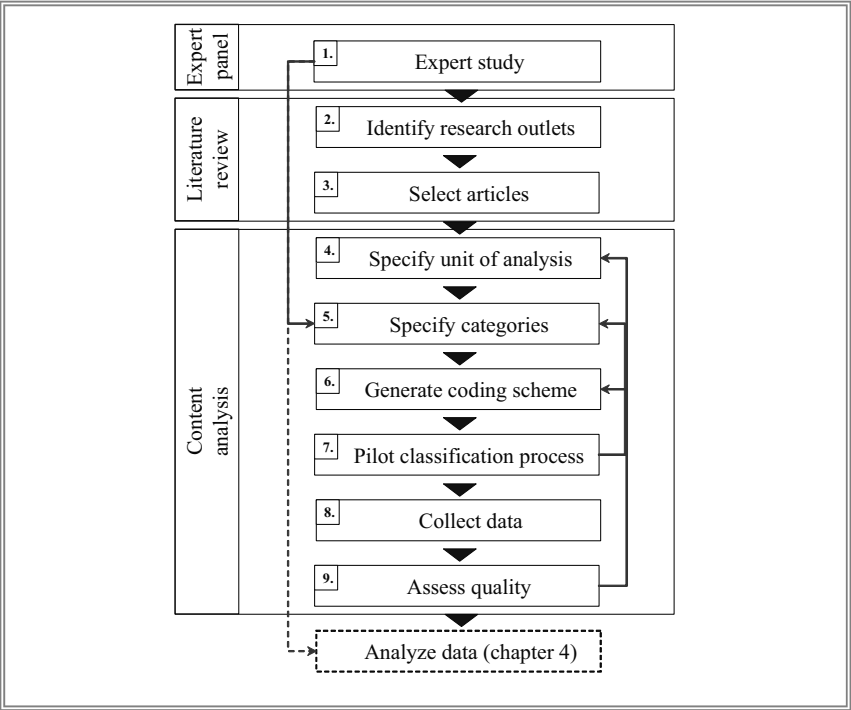 Expert
panel
1.
Expert study
Literature
review
2.
Identify research outlets
3.
Select articles
Content
analysis
4.
Specify unit of analysis
5.
Specify categories
6.
Generate coding scheme
7.
Pilot classification process
8.
Collect data
9.
Assess quality
Analyze data (chapter 4)